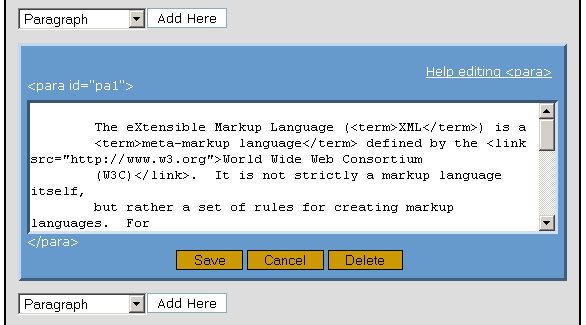 Paragraph Add Here
Help editing <para>
<para id="pa1">
The eXtensible Markup Language (<term>XML</term>) is a
<term>meta-markup language</term> defined by the <link
src="http://www.w3.org">World Wide Web Consortium
(W3C)</link>.  It is not strictly a markup language
itself,
but rather a set of rules for creating markup
languages.  For
</para>
Save Cancel Delete
Paragraph Add Here